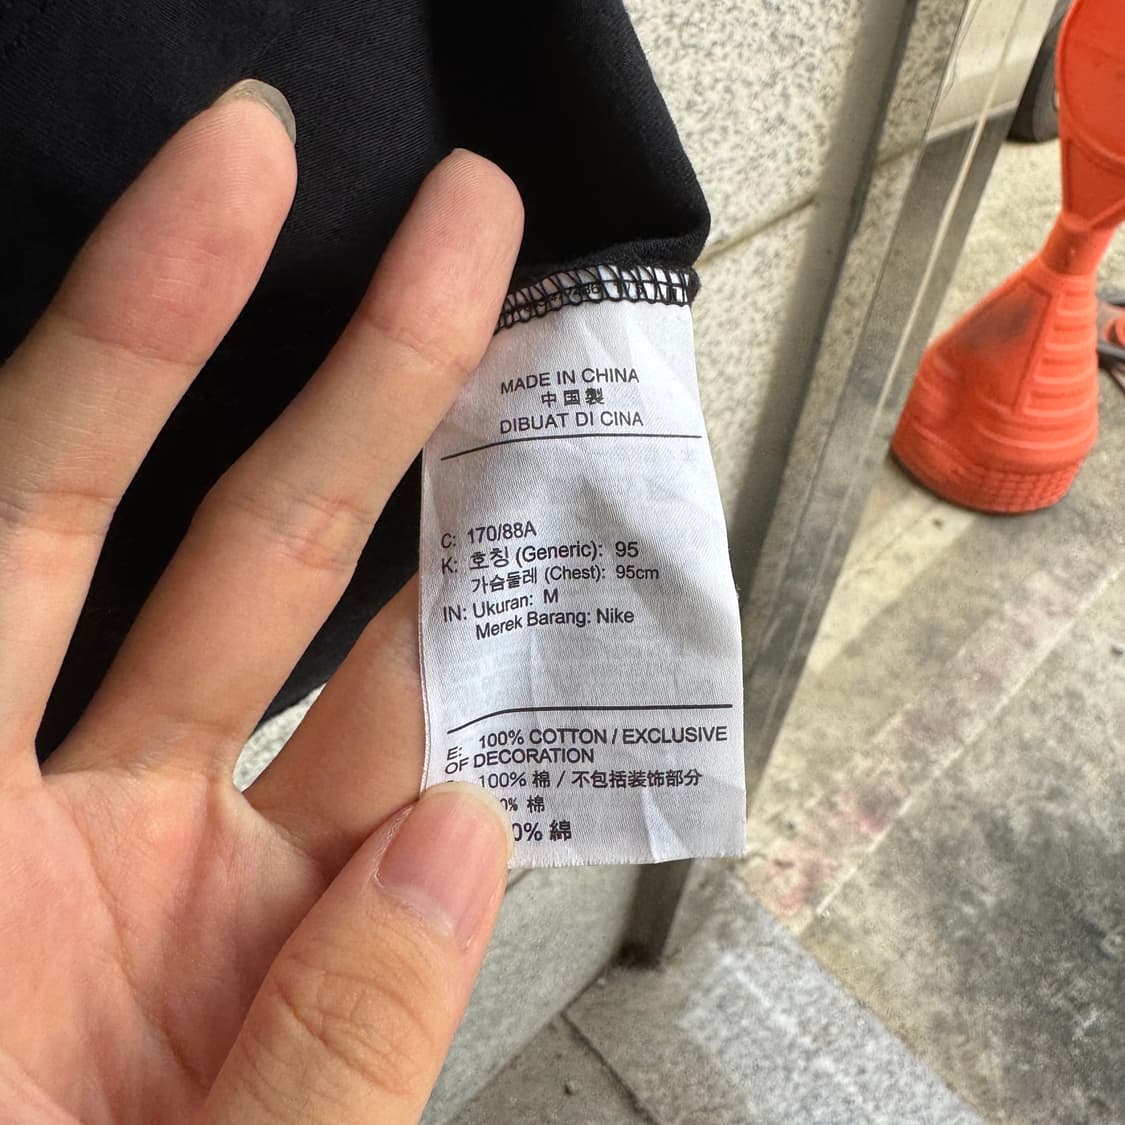 MADE IN CHINA
中国製
DIBUAT DI CINA
C: 170/88A
K: 호칭 (Generic): 95
가슴둘레 (Chest): 95cm
IN: Ukuran: M
Merek Barang: Nike
E: 100% COTTON / EXCLUSIVE
OF DECORATION
100% 棉 / 不包括装饰部分
0% 棉
0% 綿